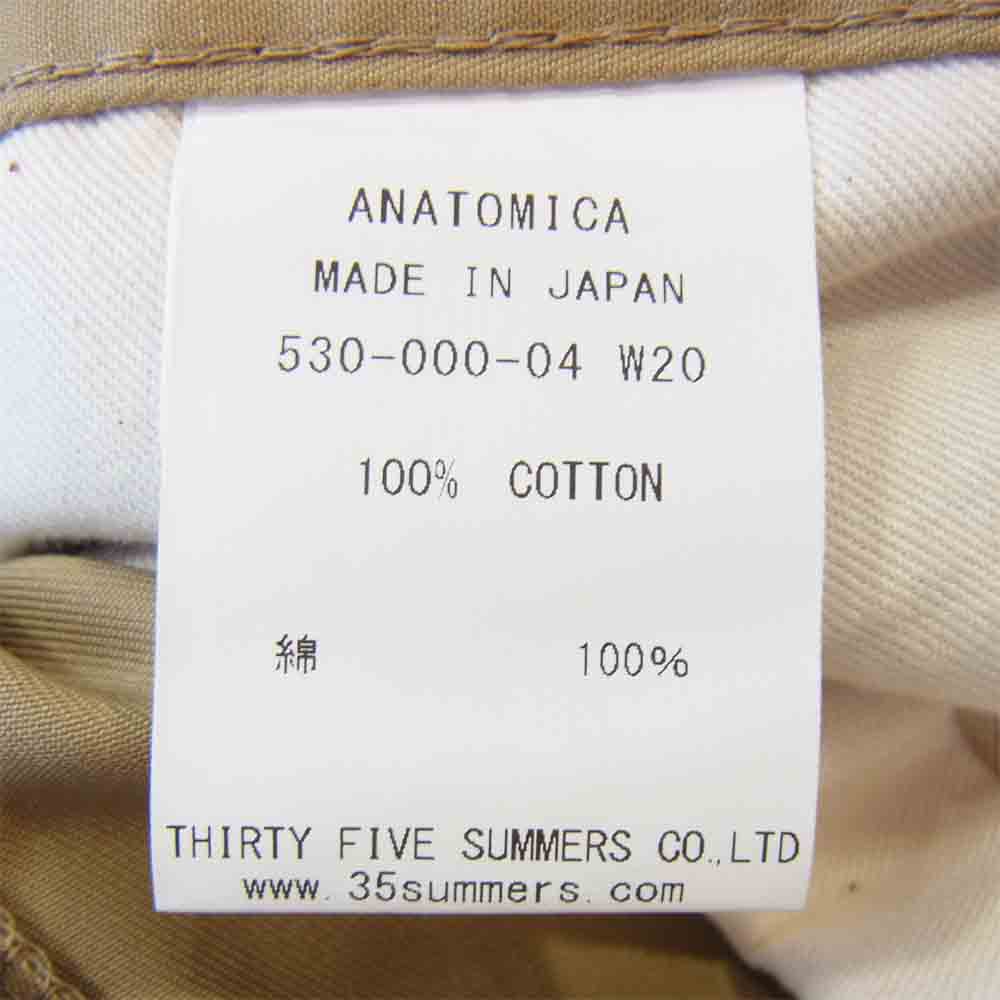 ANATOMICA
MADE IN JAPAN
530-000-04 W20
100% COTTON
綿 100%
THIRTY FIVE SUMMERS CO.,LTD
www.35summers.com